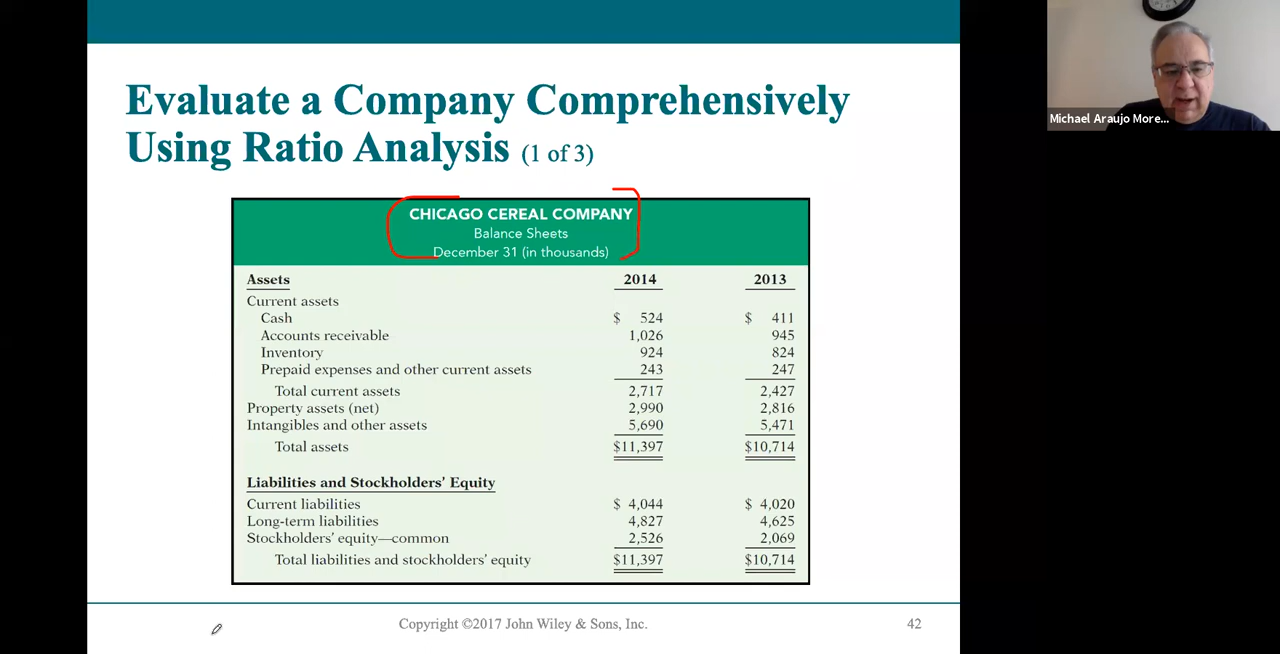 Evaluate a Company Comprehensively
Using Ratio Analysis (1 of 3)
CHICAGO CEREAL COMPANY
Balance Sheets
December 31 (in thousands)
Assets 2014 2013
Current assets
Cash $ 524 $ 411
Accounts receivable 1,026 945
Inventory 924 824
Prepaid expenses and other current assets 243 247
Total current assets 2,717 2,427
Property assets (net) 2,990 2,816
Intangibles and other assets 5,690 5,471
Total assets $11,397 $10,714
Liabilities and Stockholders' Equity
Current liabilities $ 4,044 $ 4,020
Long-term liabilities 4,827 4,625
Stockholders' equity—common 2,526 2,069
Total liabilities and stockholders' equity $11,397 $10,714
Copyright ©2017 John Wiley & Sons, Inc. 42
Michael Araujo More...